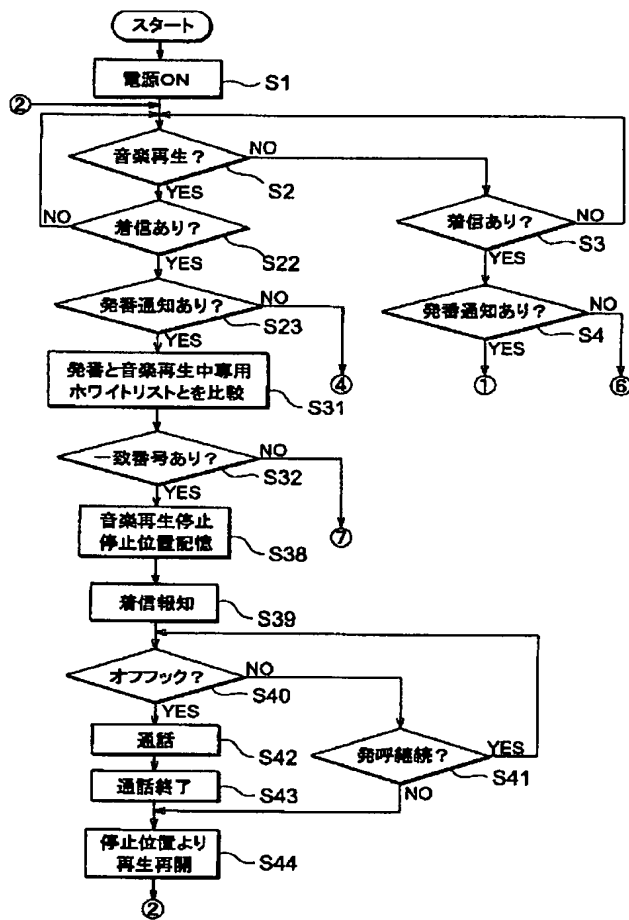 スタート
電源ON
S1
②
音楽再生?
NO
S2
YES
NO
着信あり?
S22
YES
着信あり?
NO
S3
YES
発番通知あり?
NO
S23
YES
④
発番通知あり?
NO
S4
YES
①
⑥
発番と音楽再生中専用
ホワイトリストとを比較
S31
一致番号あり?
NO
S32
YES
⑦
音楽再生停止
停止位置記憶
S38
着信報知
S39
オフフック?
NO
S40
YES
通話
S42
発呼継続?
YES
S41
NO
通話終了
S43
停止位置より
再生再開
S44
②